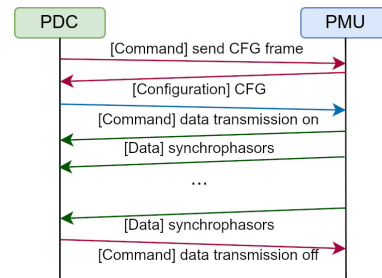 PDC PMU
[Command] send CFG frame
[Configuration] CFG
[Command] data transmission on
[Data] synchrophasors
...
[Data] synchrophasors
[Command] data transmission off